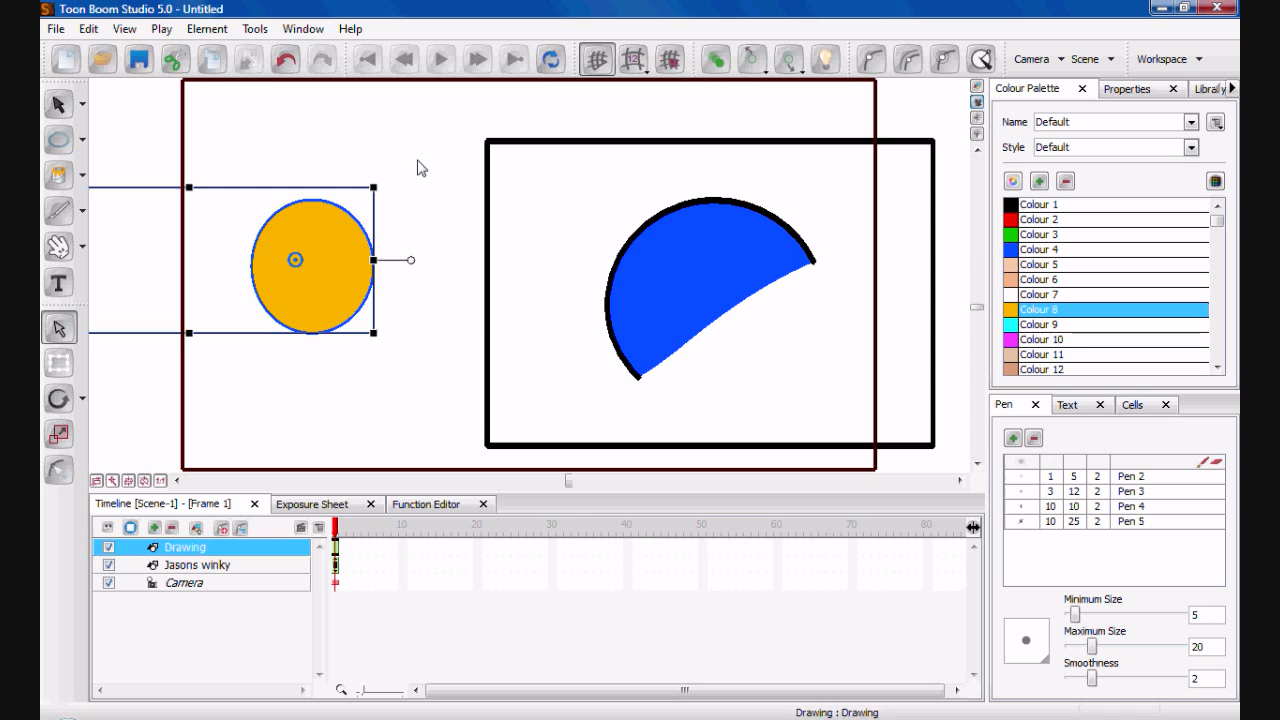 Toon Boom Studio 5.0 - Untitled
File Edit View Play Element Tools Window Help
12 Camera Scene Workspace
Colour Palette Properties Library
Name Default
Style Default
Colour 1
Colour 2
Colour 3
Colour 4
Colour 5
Colour 6
Colour 7
Colour 8
Colour 9
Colour 10
Colour 11
Colour 12
T
1:1
Pen Text Cells
1 5 2 Pen 2
3 12 2 Pen 3
10 10 2 Pen 4
10 25 2 Pen 5
Minimum Size
5
Maximum Size
20
Smoothness
2
Timeline [Scene-1] - [Frame 1] Exposure Sheet Function Editor
10 20 30 40 50 60 70 80
Drawing
Jasons winky
Camera
Drawing : Drawing